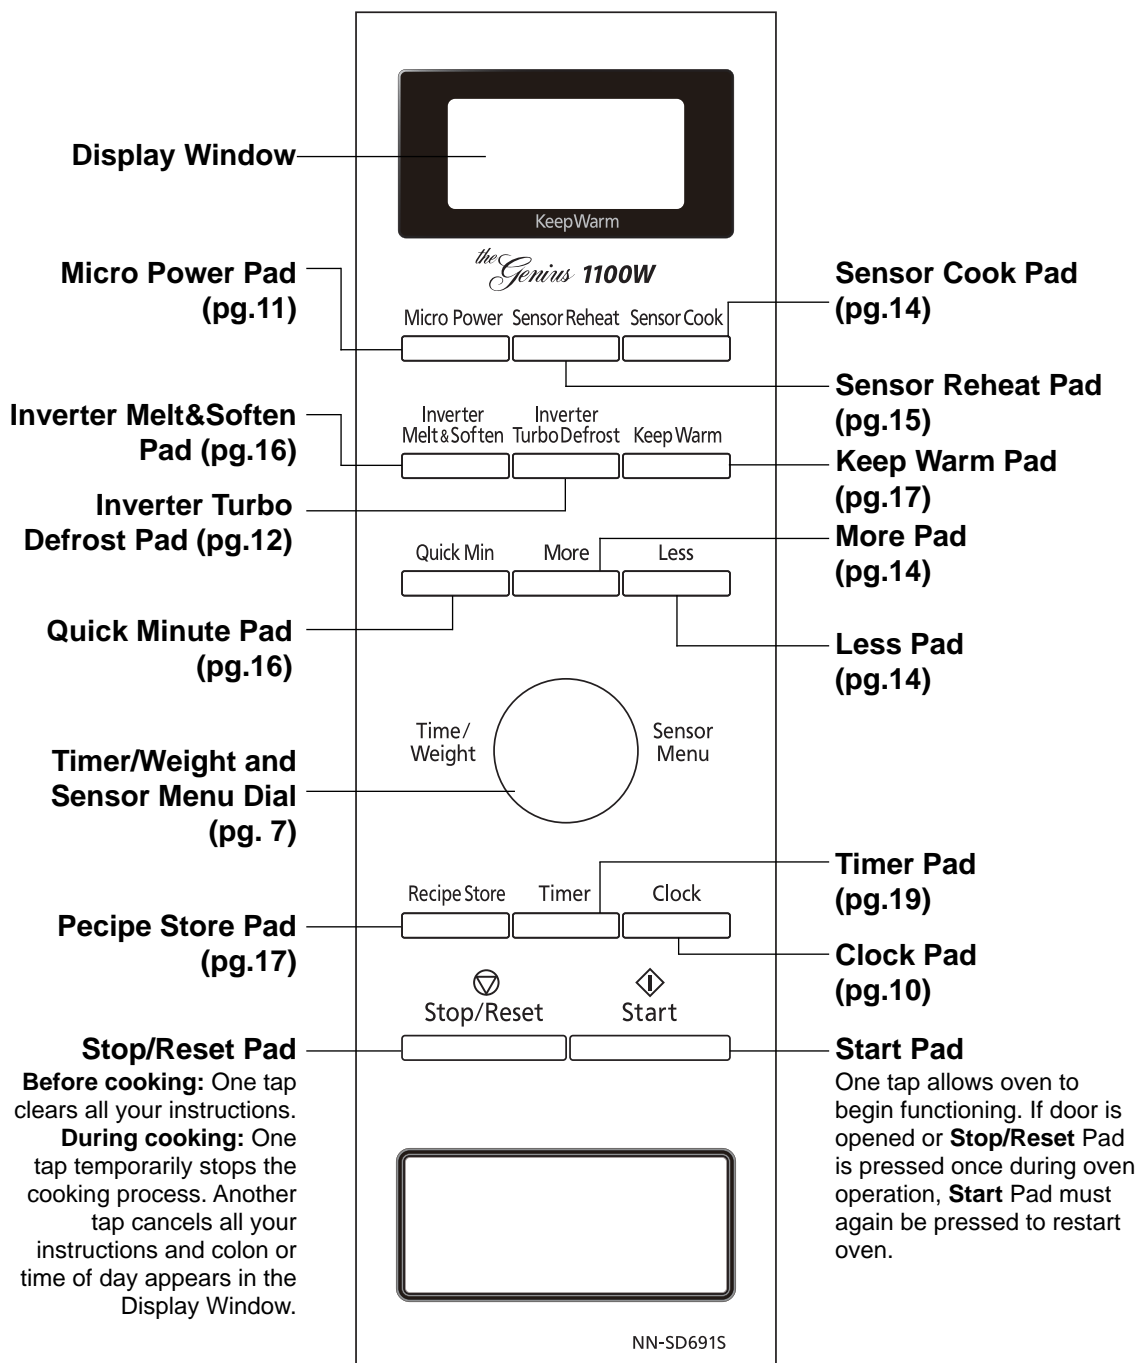 Display Window
KeepWarm
the Genius 1100W
Micro Power Pad
(pg.11)
Sensor Cook Pad
(pg.14)
Micro Power Sensor Reheat Sensor Cook
Sensor Reheat Pad
(pg.15)
Inverter Melt&Soften
Pad (pg.16)
Inverter
Melt&Soften
Inverter
TurboDefrost
Keep Warm
Keep Warm Pad
(pg.17)
Inverter Turbo
Defrost Pad (pg.12)
More Pad
(pg.14)
Quick Min More Less
Quick Minute Pad
(pg.16)
Less Pad
(pg.14)
Time/
Weight
Sensor
Menu
Timer/Weight and
Sensor Menu Dial
(pg. 7)
Timer Pad
(pg.19)
Recipe Store Timer Clock
Pecipe Store Pad
(pg.17)
Clock Pad
(pg.10)
Stop/Reset Start
Stop/Reset Pad
Before cooking: One tap
clears all your instructions.
During cooking: One
tap temporarily stops the
cooking process. Another
tap cancels all your
instructions and colon or
time of day appears in the
Display Window.
Start Pad
One tap allows oven to
begin functioning. If door is
opened or Stop/Reset Pad
is pressed once during oven
operation, Start Pad must
again be pressed to restart
oven.
NN-SD691S